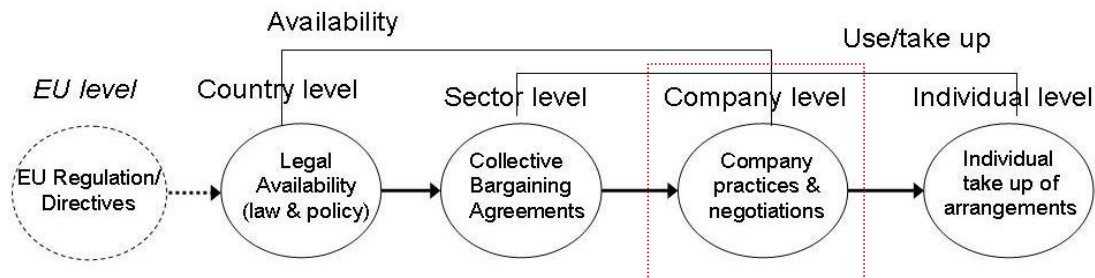 Availability
Use/take up
EU level
Country level
Sector level
Company level
Individual level
EU Regulation/
Directives
Legal
Availability
(law & policy)
Collective
Bargaining
Agreements
Company
practices &
negotiations
Individual
take up of
arrangements